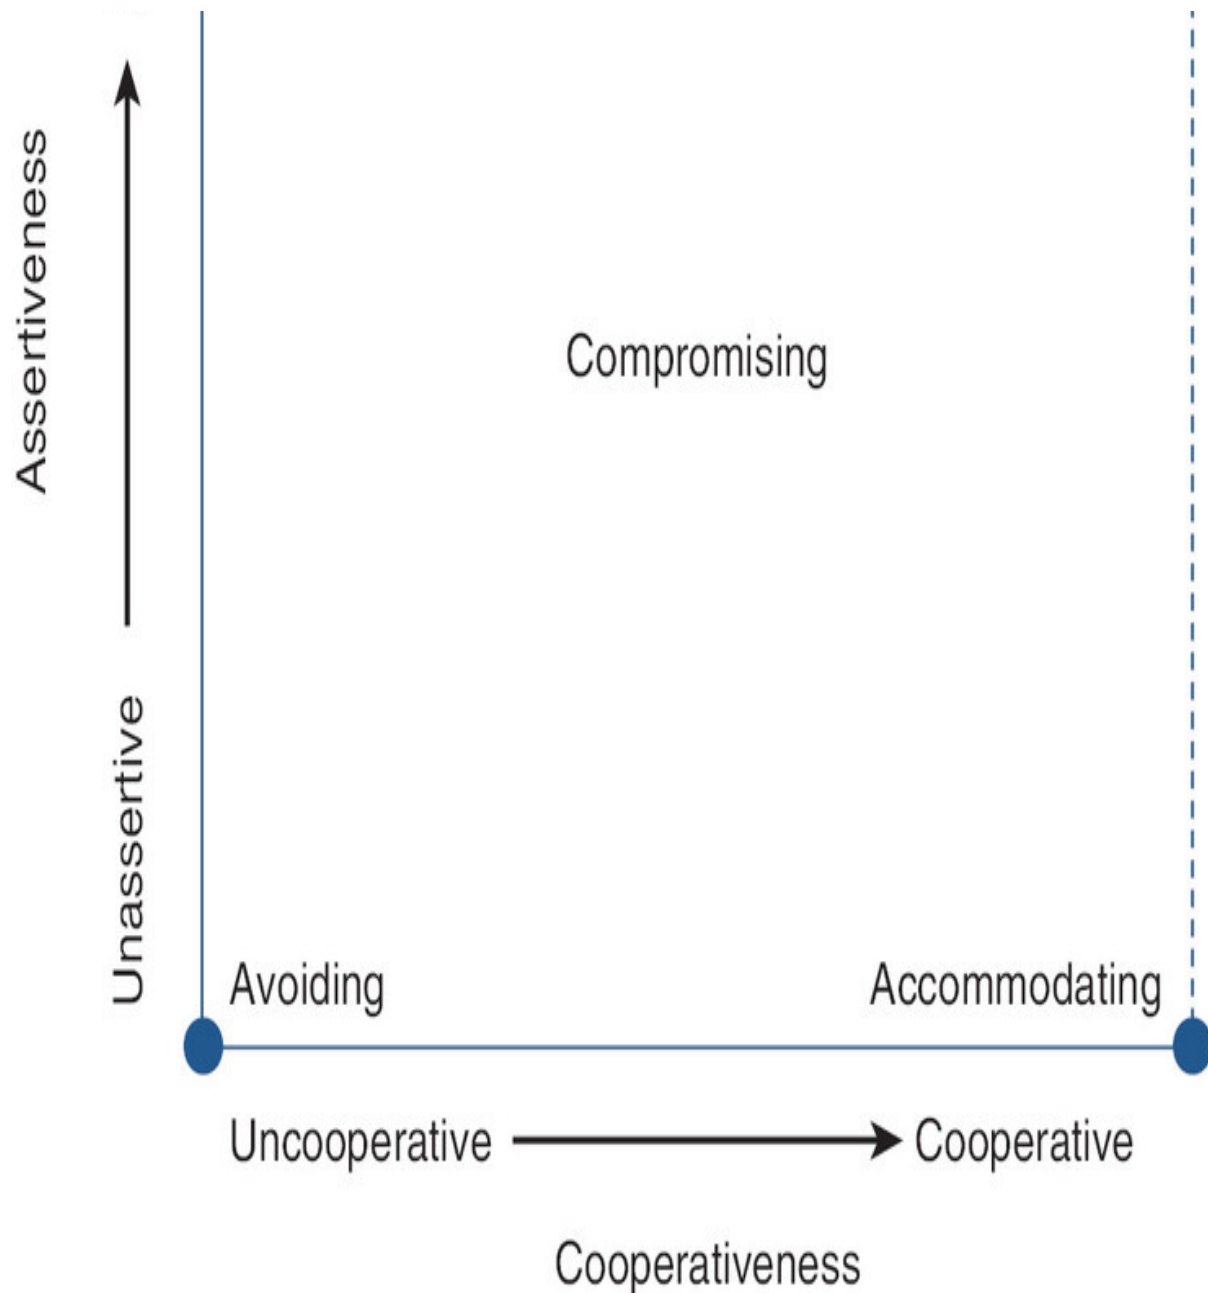 Assertiveness
Compromising
Unassertive
Avoiding
Accommodating
Uncooperative
Cooperative
Cooperativeness